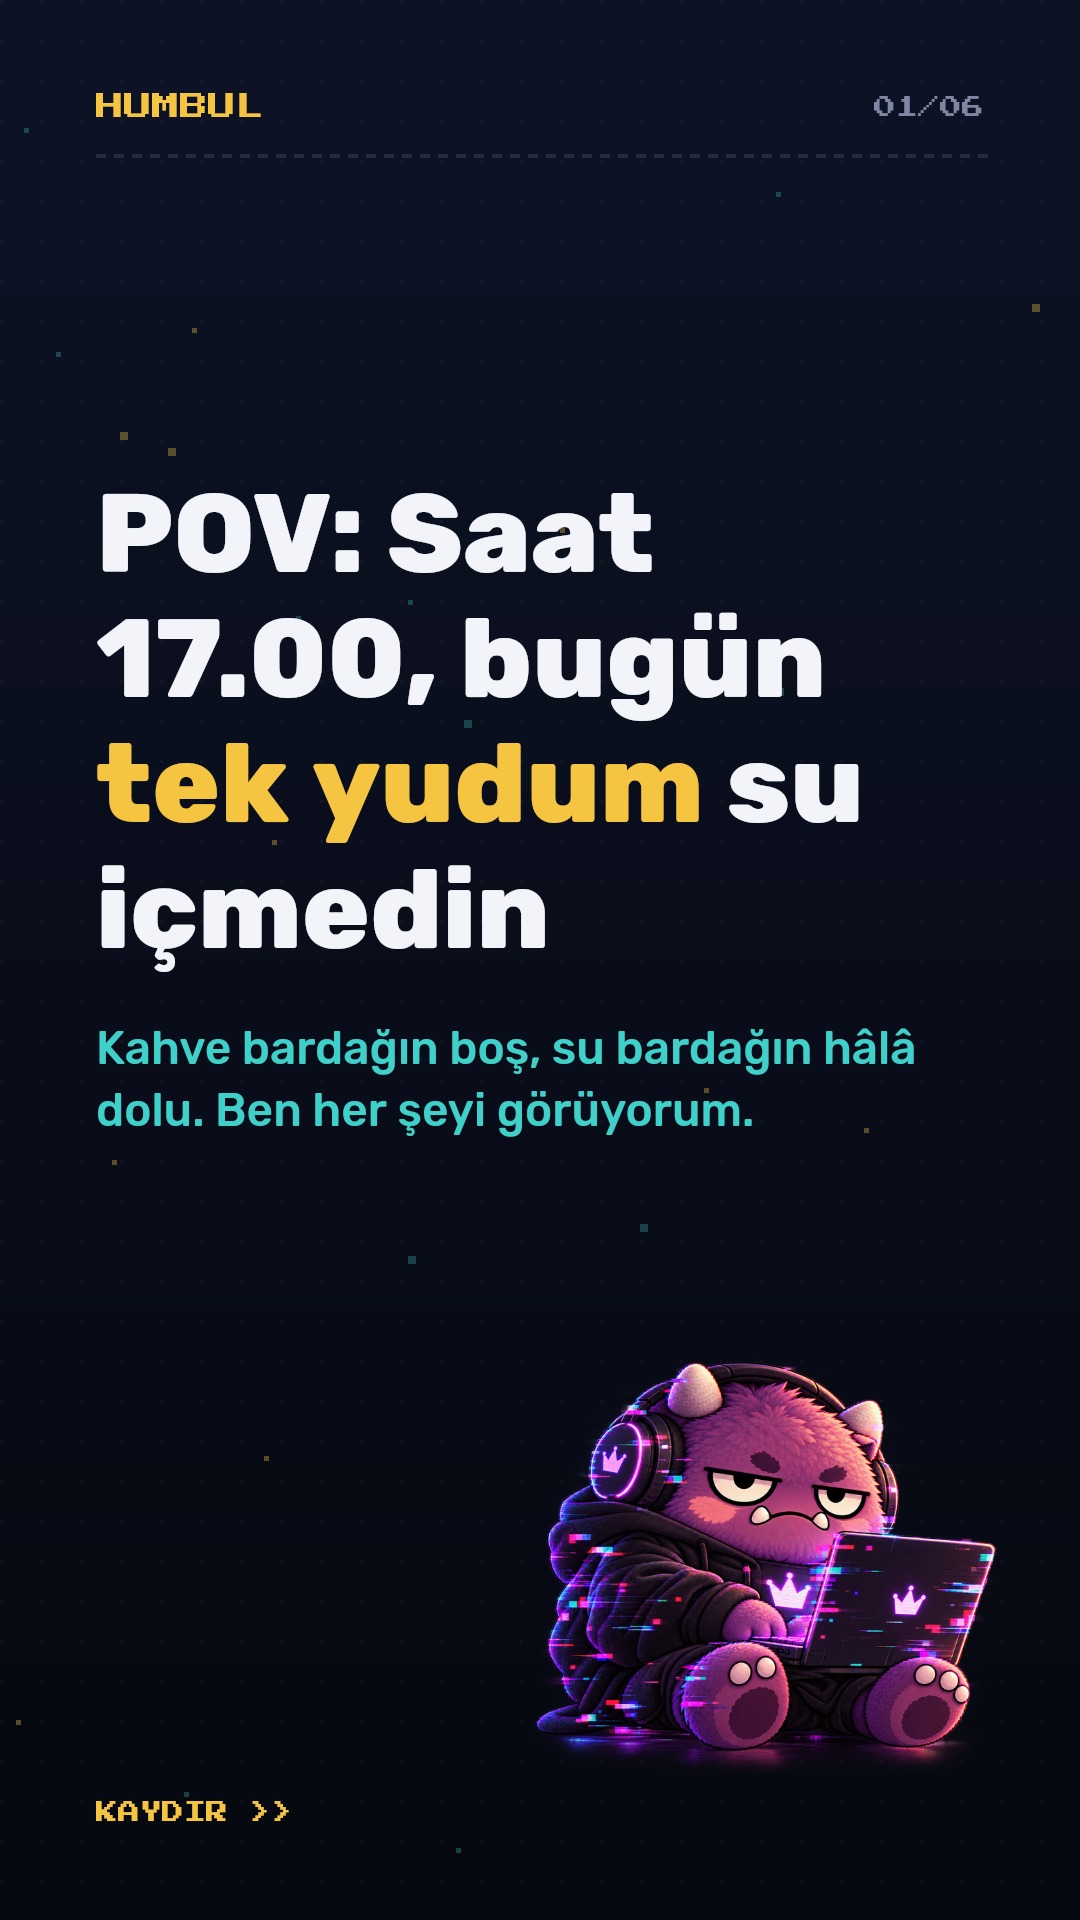 HUMBUL
01/06
POV: Saat
17.00, bugün
tek yudum su
içmedin
Kahve bardağın boş, su bardağın hâlâ
dolu. Ben her şeyi görüyorum.
KAYDIR >>